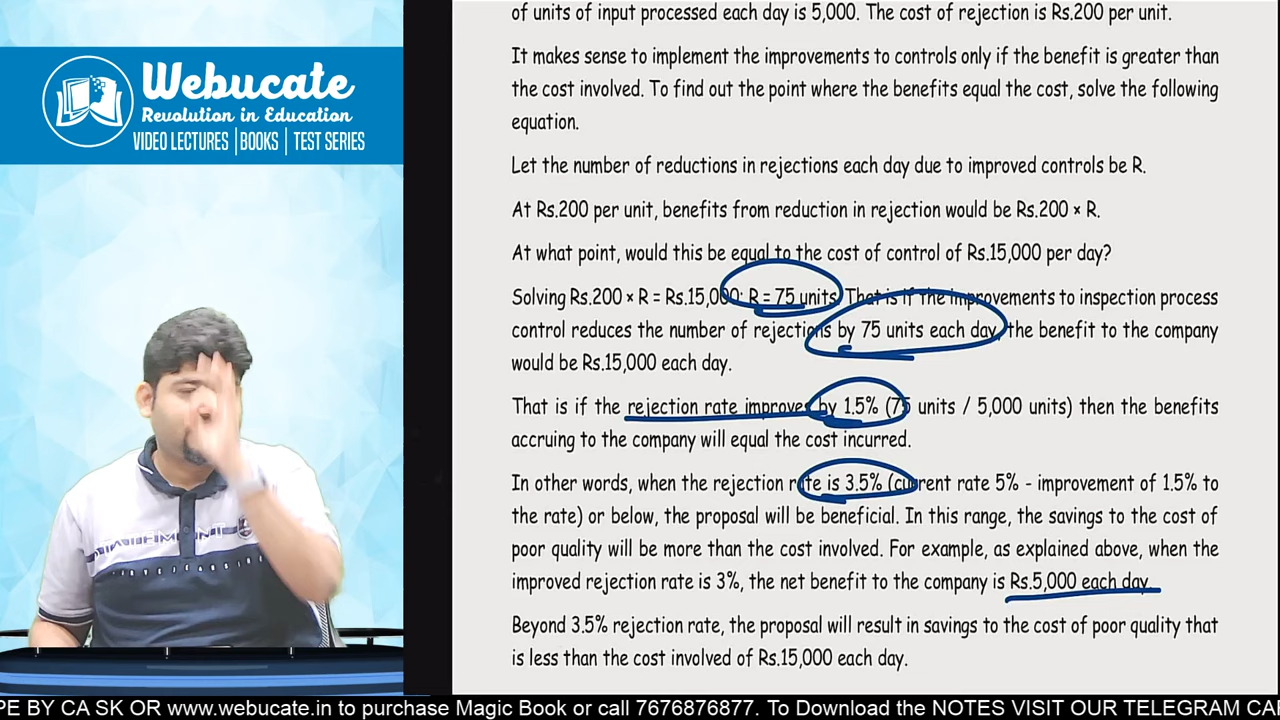 Webucate
Revolution in Education
VIDEO LECTURES | BOOKS | TEST SERIES
of units of input processed each day is 5,000. The cost of rejection is Rs.200 per unit.
It makes sense to implement the improvements to controls only if the benefit is greater than
the cost involved. To find out the point where the benefits equal the cost, solve the following
equation.
Let the number of reductions in rejections each day due to improved controls be R.
At Rs.200 per unit, benefits from reduction in rejection would be Rs.200 × R.
At what point, would this be equal to the cost of control of Rs.15,000 per day?
Solving Rs.200 × R = Rs.15,000; R = 75 units. That is if the improvements to inspection process
control reduces the number of rejections by 75 units each day, the benefit to the company
would be Rs.15,000 each day.
That is if the rejection rate improves by 1.5% (75 units / 5,000 units) then the benefits
accruing to the company will equal the cost incurred.
In other words, when the rejection rate is 3.5% (current rate 5% - improvement of 1.5% to
the rate) or below, the proposal will be beneficial. In this range, the savings to the cost of
poor quality will be more than the cost involved. For example, as explained above, when the
improved rejection rate is 3%, the net benefit to the company is Rs.5,000 each day.
Beyond 3.5% rejection rate, the proposal will result in savings to the cost of poor quality that
is less than the cost involved of Rs.15,000 each day.
PE BY CA SK OR www.webucate.in to purchase Magic Book or call 7676876877. To Download the NOTES VISIT OUR TELEGRAM CA